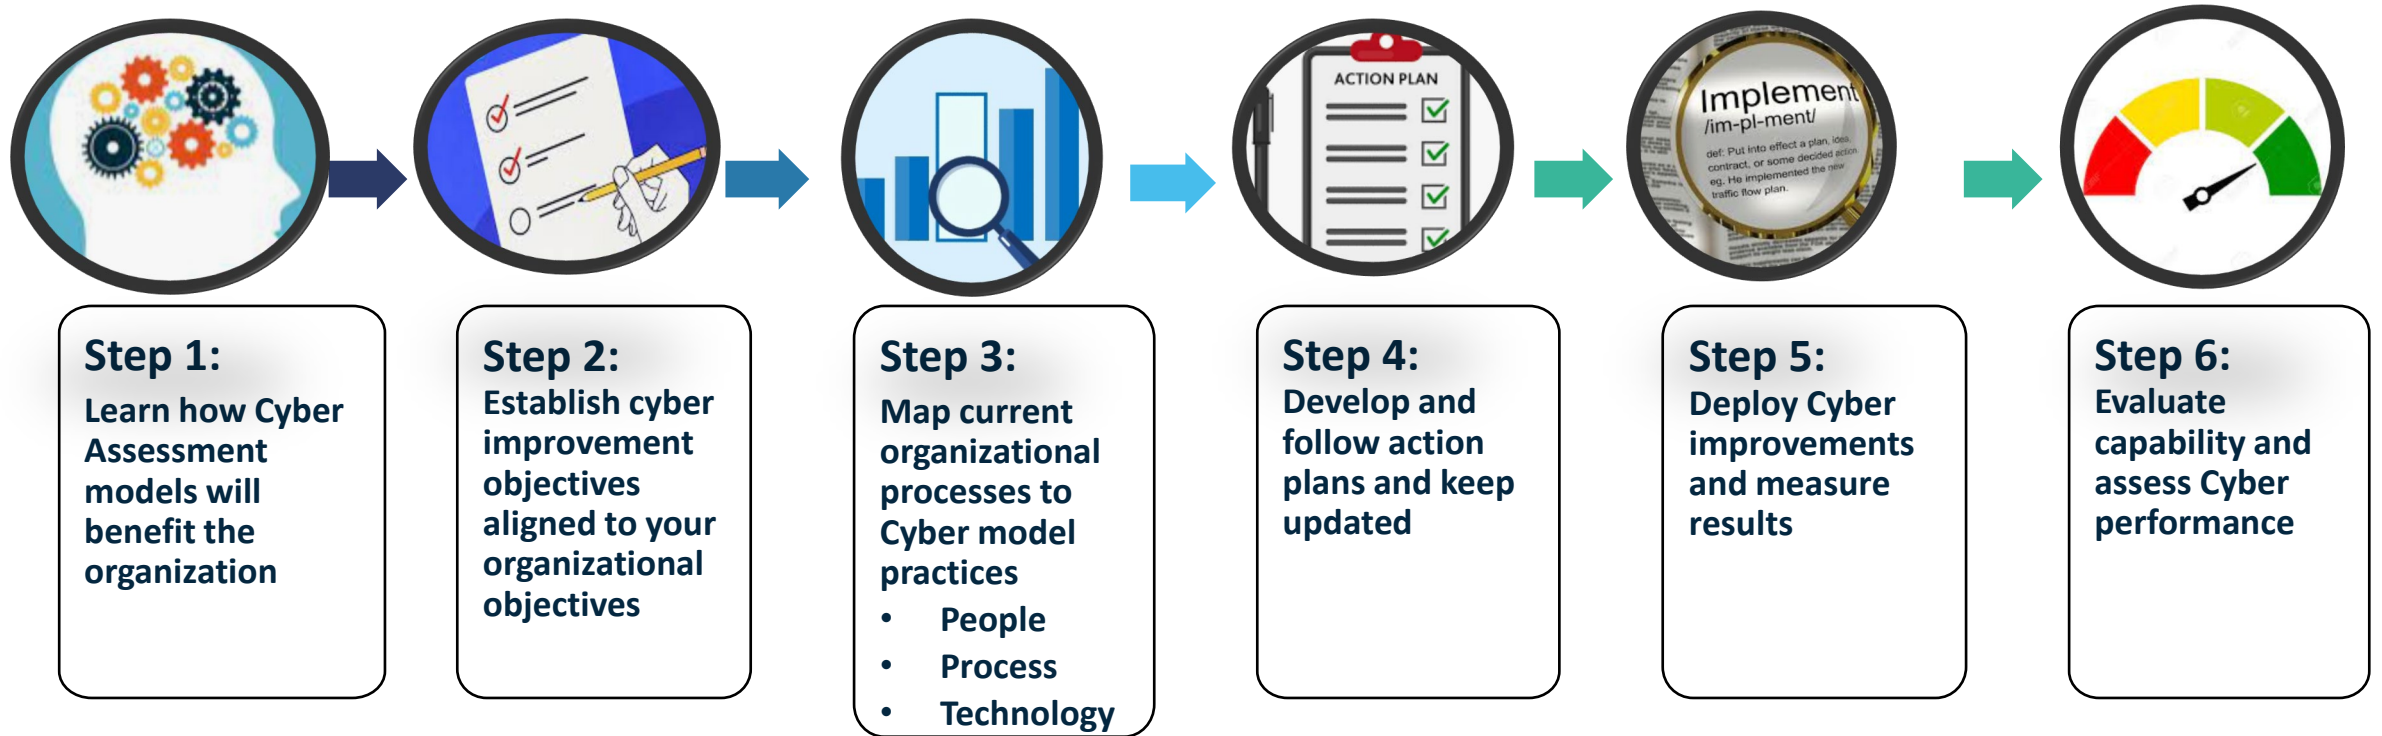 ACTION PLAN
Implement
/im-pl-ment/
def: Put into effect a plan, idea,
contract, or some decided action.
eg. He implemented the new
traffic flow plan.
Step 1:
Learn how Cyber
Assessment
models will
benefit the
organization
Step 2:
Establish cyber
improvement
objectives
aligned to your
organizational
objectives
Step 3:
Map current
organizational
processes to
Cyber model
practices
• People
• Process
• Technology
Step 4:
Develop and
follow action
plans and keep
updated
Step 5:
Deploy Cyber
improvements
and measure
results
Step 6:
Evaluate
capability and
assess Cyber
performance